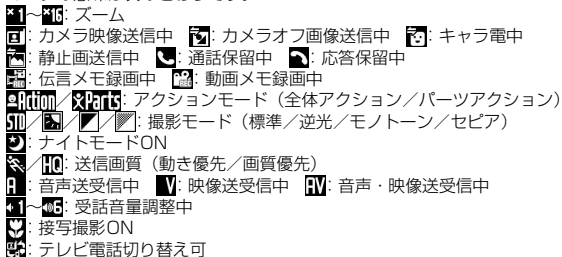 ×1～×16: ズーム
: カメラ映像送信中 : カメラオフ画像送信中 : キャラ電中
: 静止画送信中 : 通話保留中 : 応答保留中
: 伝言メモ録画中 : 動画メモ録画中
Action／Parts: アクションモード（全体アクション／パーツアクション）
STD／／／: 撮影モード（標準／逆光／モノトーン／セピア）
: ナイトモードON
／HQ: 送信画質（動き優先／画質優先）
A: 音声送受信中 V: 映像送受信中 AV: 音声・映像送受信中
1～6: 受話音量調整中
: 接写撮影ON
: テレビ電話切り替え可